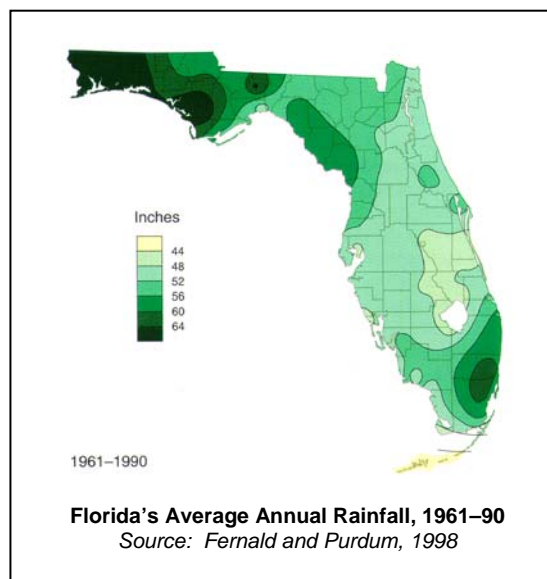 Inches
44
48
52
56
60
64
1961–1990
Florida's Average Annual Rainfall, 1961–90
Source: Fernald and Purdum, 1998